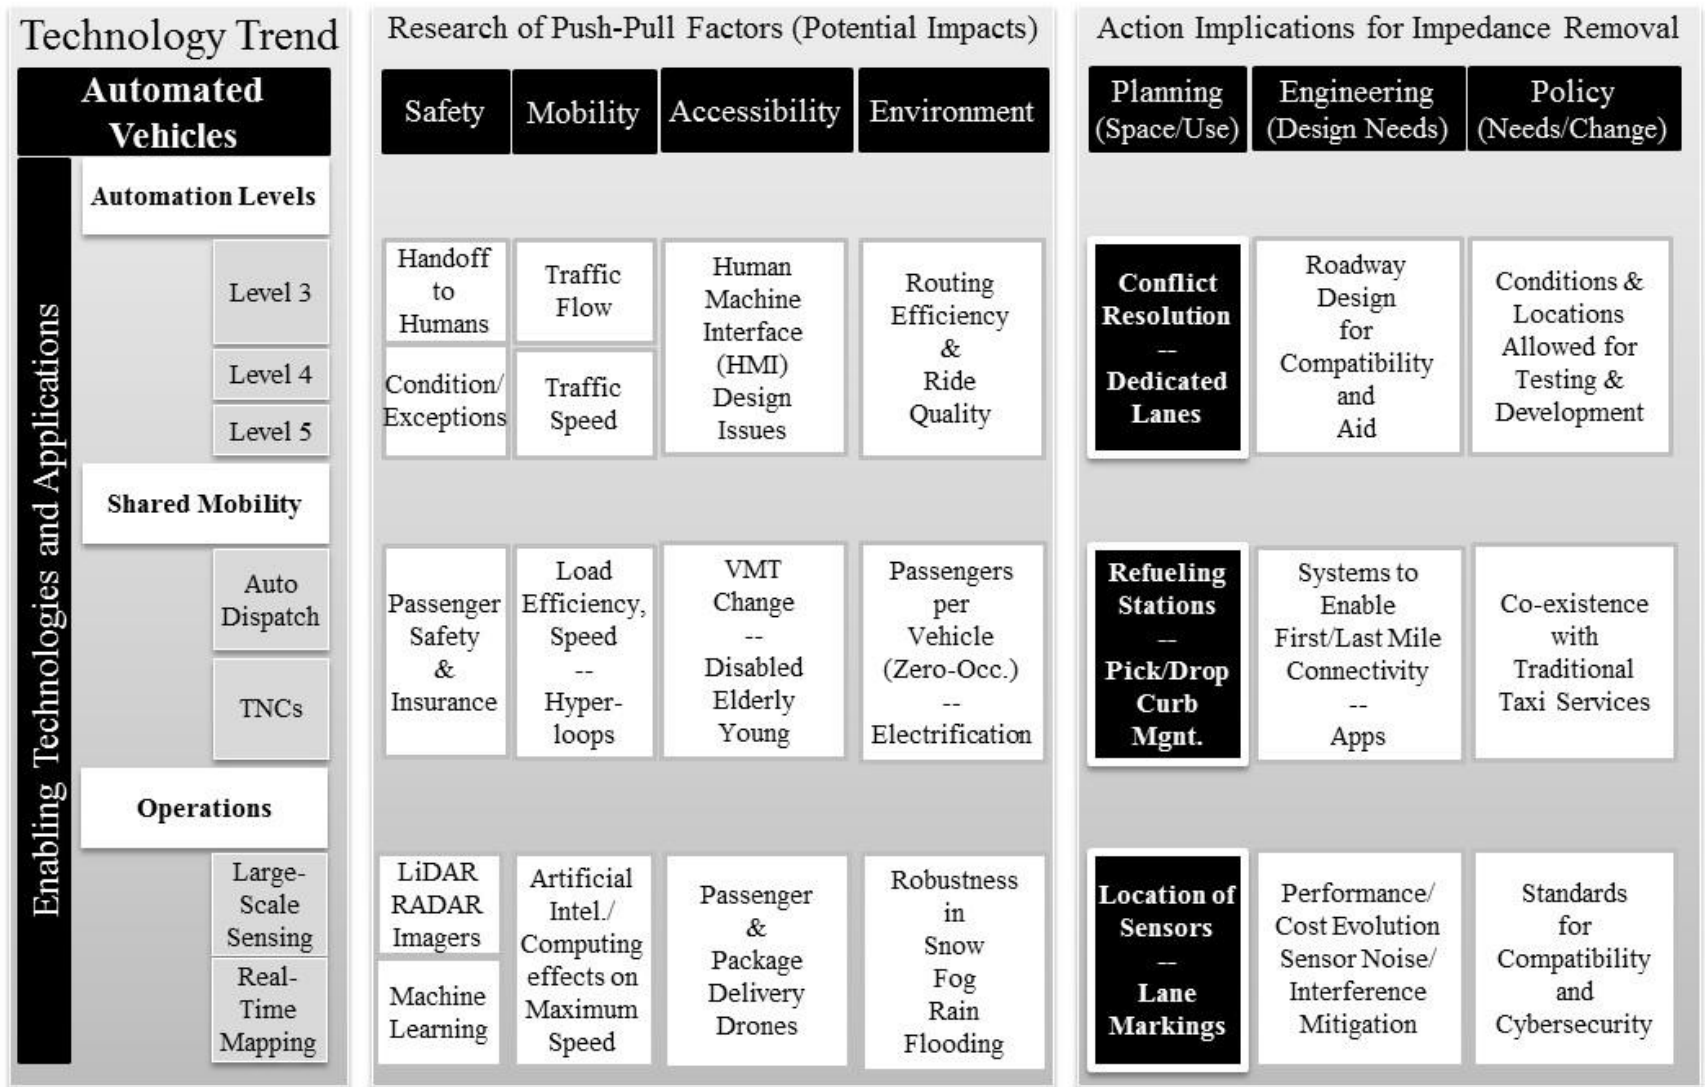 Technology Trend
Automated
Vehicles
Enabling Technologies and Applications
Automation Levels
Level 3
Level 4
Level 5
Shared Mobility
Auto
Dispatch
TNCs
Operations
Large-
Scale
Sensing
Real-
Time
Mapping
Research of Push-Pull Factors (Potential Impacts)
Safety
Mobility
Accessibility
Environment
Handoff
to
Humans
Condition/
Exceptions
Traffic
Flow
Traffic
Speed
Human
Machine
Interface
(HMI)
Design
Issues
Routing
Efficiency
&
Ride
Quality
Passenger
Safety
&
Insurance
Load
Efficiency,
Speed
--
Hyper-
loops
VMT
Change
--
Disabled
Elderly
Young
Passengers
per
Vehicle
(Zero-Occ.)
--
Electrification
LiDAR
RADAR
Imagers
Machine
Learning
Artificial
Intel./
Computing
effects on
Maximum
Speed
Passenger
&
Package
Delivery
Drones
Robustness
in
Snow
Fog
Rain
Flooding
Action Implications for Impedance Removal
Planning
(Space/Use)
Engineering
(Design Needs)
Policy
(Needs/Change)
Conflict
Resolution
--
Dedicated
Lanes
Roadway
Design
for
Compatibility
and
Aid
Conditions &
Locations
Allowed for
Testing &
Development
Refueling
Stations
--
Pick/Drop
Curb
Mgnt.
Systems to
Enable
First/Last Mile
Connectivity
--
Apps
Co-existence
with
Traditional
Taxi Services
Location of
Sensors
--
Lane
Markings
Performance/
Cost Evolution
Sensor Noise/
Interference
Mitigation
Standards
for
Compatibility
and
Cybersecurity